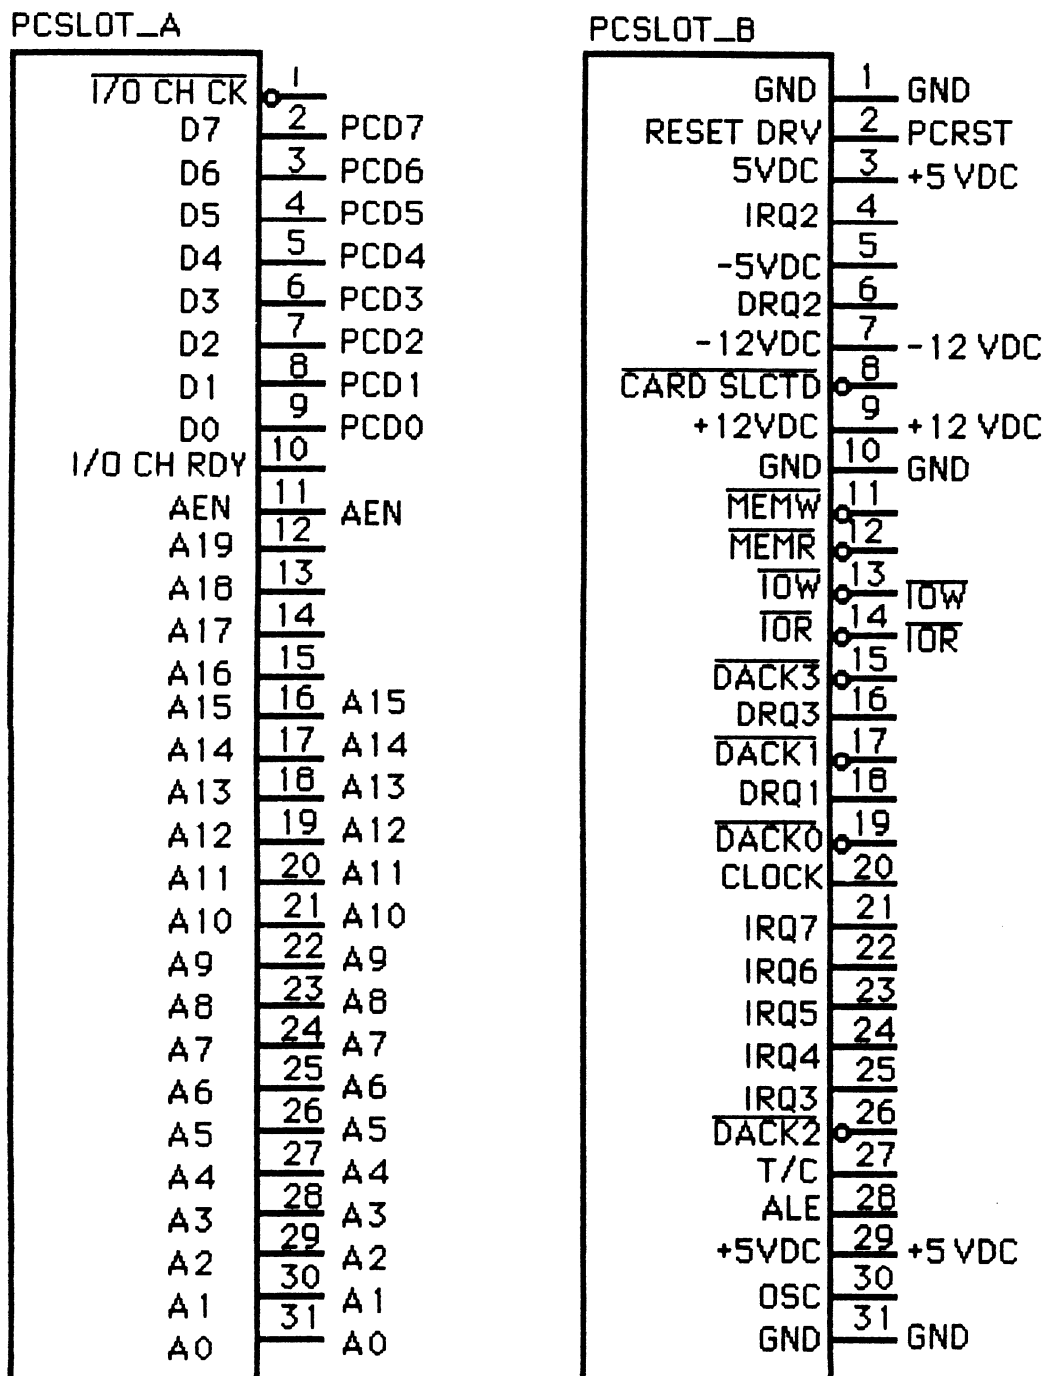 PCSLOT_A
I/O CH CK 1
D7 2 PCD7
D6 3 PCD6
D5 4 PCD5
D4 5 PCD4
D3 6 PCD3
D2 7 PCD2
D1 8 PCD1
D0 9 PCD0
I/O CH RDY 10
AEN 11 AEN
A19 12
A18 13
A17 14
A16 15
A15 16 A15
A14 17 A14
A13 18 A13
A12 19 A12
A11 20 A11
A10 21 A10
A9 22 A9
A8 23 A8
A7 24 A7
A6 25 A6
A5 26 A5
A4 27 A4
A3 28 A3
A2 29 A2
A1 30 A1
A0 31 A0
PCSLOT_B
GND 1 GND
RESET DRV 2 PCRST
5VDC 3 +5 VDC
IRQ2 4
-5VDC 5
DRQ2 6
-12VDC 7 -12 VDC
CARD SLCTD 8
+12VDC 9 +12 VDC
GND 10 GND
MEMW 11
MEMR 12
IOW 13 IOW
IOR 14 IOR
DACK3 15
DRQ3 16
DACK1 17
DRQ1 18
DACK0 19
CLOCK 20
IRQ7 21
IRQ6 22
IRQ5 23
IRQ4 24
IRQ3 25
DACK2 26
T/C 27
ALE 28
+5VDC 29 +5 VDC
OSC 30
GND 31 GND